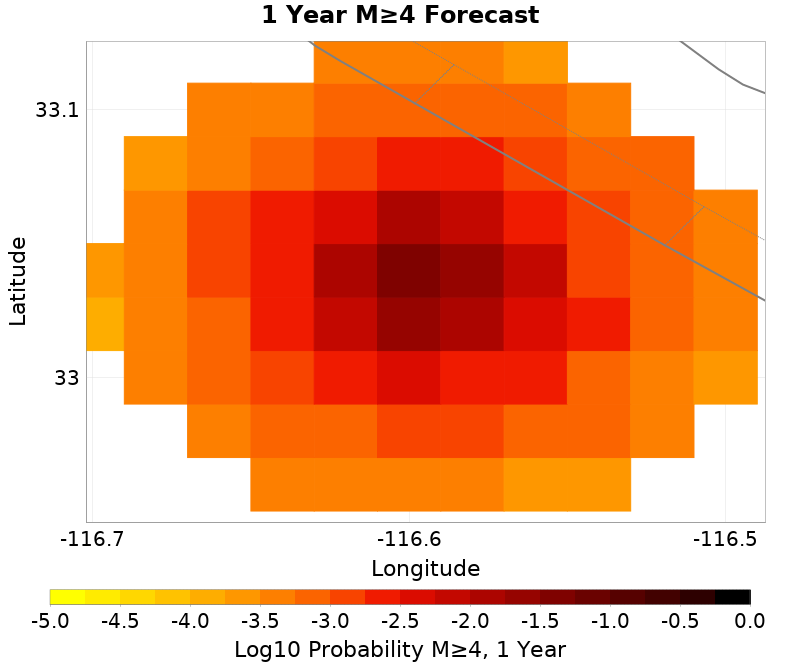 1 Year M≥4 Forecast
33.1
33
Latitude
-116.7 -116.6 -116.5
Longitude
-5.0 -4.5 -4.0 -3.5 -3.0 -2.5 -2.0 -1.5 -1.0 -0.5 0.0
Log10 Probability M≥4, 1 Year